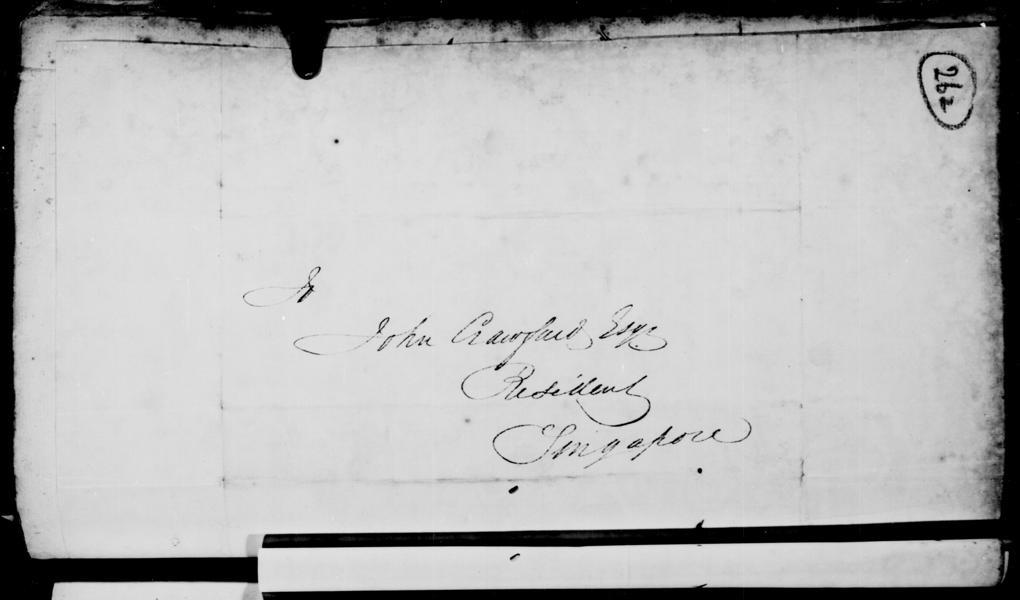 262
To
John Crawfurd Esqr.
Resident
Singapore